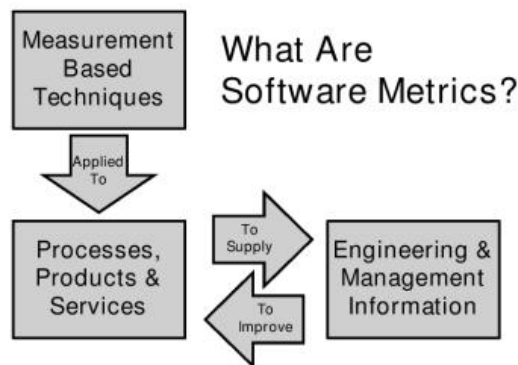 Measurement
Based
Techniques
What Are
Software Metrics?
Applied
To
Processes,
Products &
Services
To
Supply
To
Improve
Engineering &
Management
Information